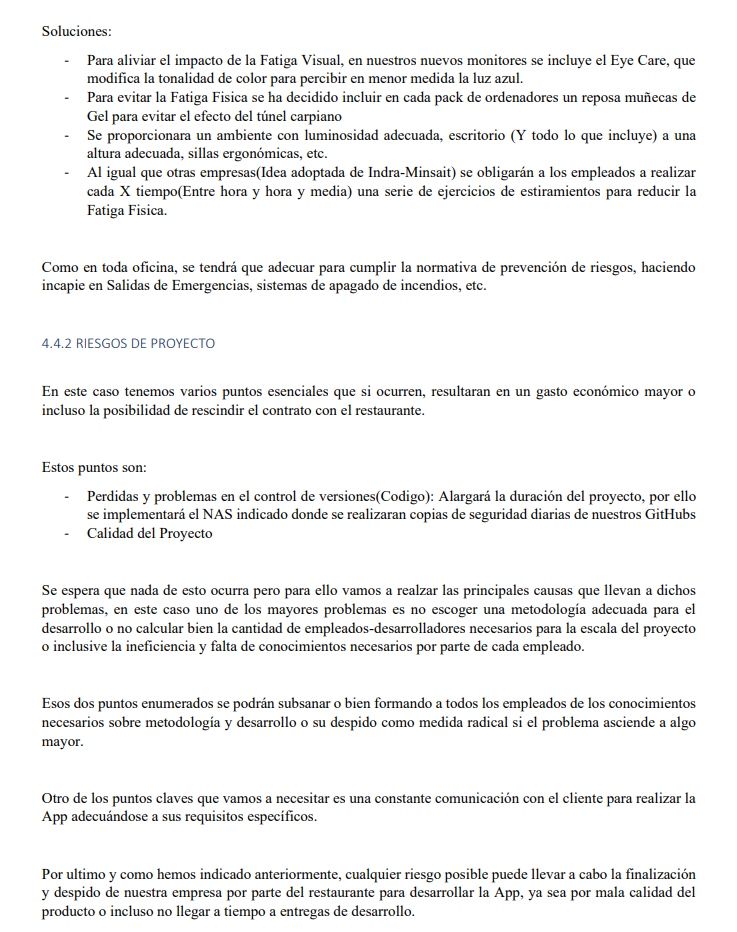 Soluciones:
- Para aliviar el impacto de la Fatiga Visual, en nuestros nuevos monitores se incluye el Eye Care, que
modifica la tonalidad de color para percibir en menor medida la luz azul.
- Para evitar la Fatiga Fisica se ha decidido incluir en cada pack de ordenadores un reposa muñecas de
Gel para evitar el efecto del túnel carpiano
- Se proporcionara un ambiente con luminosidad adecuada, escritorio (Y todo lo que incluye) a una
altura adecuada, sillas ergonómicas, etc.
- Al igual que otras empresas(Idea adoptada de Indra-Minsait) se obligarán a los empleados a realizar
cada X tiempo(Entre hora y hora y media) una serie de ejercicios de estiramientos para reducir la
Fatiga Fisica.
Como en toda oficina, se tendrá que adecuar para cumplir la normativa de prevención de riesgos, haciendo
incapie en Salidas de Emergencias, sistemas de apagado de incendios, etc.
4.4.2 RIESGOS DE PROYECTO
En este caso tenemos varios puntos esenciales que si ocurren, resultaran en un gasto económico mayor o
incluso la posibilidad de rescindir el contrato con el restaurante.
Estos puntos son:
- Perdidas y problemas en el control de versiones(Codigo): Alargará la duración del proyecto, por ello
se implementará el NAS indicado donde se realizaran copias de seguridad diarias de nuestros GitHubs
- Calidad del Proyecto
Se espera que nada de esto ocurra pero para ello vamos a realzar las principales causas que llevan a dichos
problemas, en este caso uno de los mayores problemas es no escoger una metodología adecuada para el
desarrollo o no calcular bien la cantidad de empleados-desarrolladores necesarios para la escala del proyecto
o inclusive la ineficiencia y falta de conocimientos necesarios por parte de cada empleado.
Esos dos puntos enumerados se podrán subsanar o bien formando a todos los empleados de los conocimientos
necesarios sobre metodología y desarrollo o su despido como medida radical si el problema asciende a algo
mayor.
Otro de los puntos claves que vamos a necesitar es una constante comunicación con el cliente para realizar la
App adecuándose a sus requisitos específicos.
Por ultimo y como hemos indicado anteriormente, cualquier riesgo posible puede llevar a cabo la finalización
y despido de nuestra empresa por parte del restaurante para desarrollar la App, ya sea por mala calidad del
producto o incluso no llegar a tiempo a entregas de desarrollo.